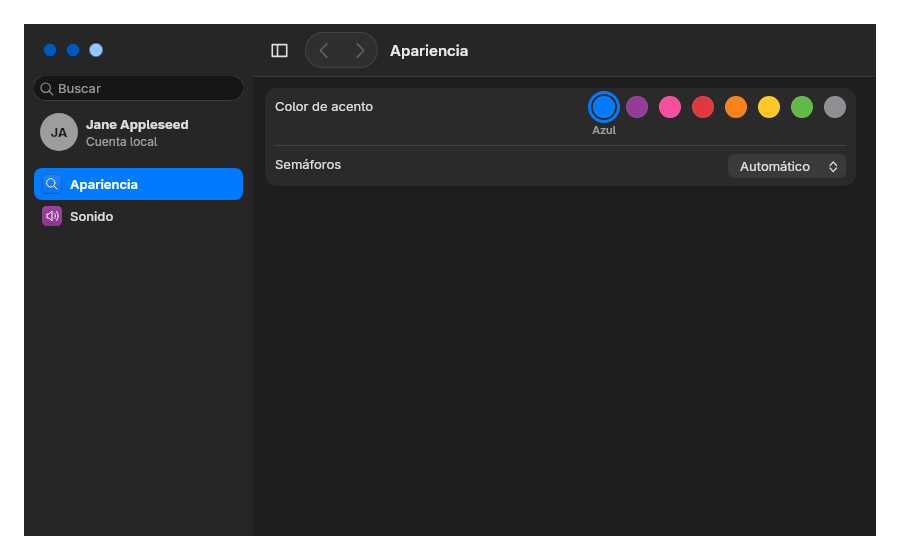 Apariencia
Buscar
JA
Jane Appleseed
Cuenta local
Apariencia
Sonido
Color de acento
Azul
Semáforos
Automático